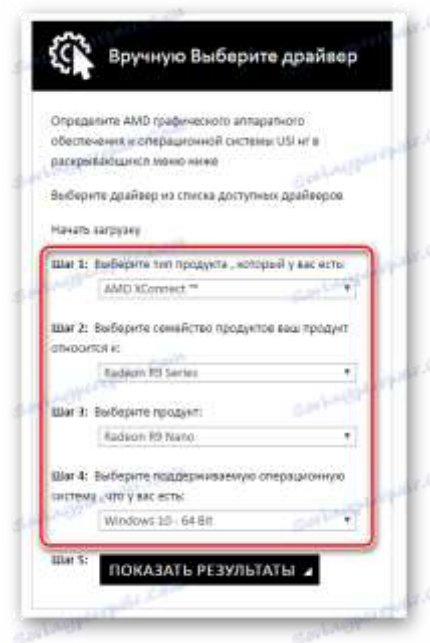 Вручную Выберите драйвер
Определите AMD графического аппаратного
обеспечения и операционной системы USI нг в
раскрывающихся меню ниже
Выберите драйвер из списка доступных драйверов
Начать загрузку
Шаг 1: Выберите тип продукта , который у вас есть:
AMD XConnect ™
Шаг 2: Выберите семейство продуктов ваш продукт
относится к:
Radeon R9 Series
Шаг 3: Выберите продукт:
Radeon R9 Nano
Шаг 4: Выберите поддерживаемую операционную
систему , что у вас есть:
Windows 10 - 64 Bit
Шаг 5:
ПОКАЗАТЬ РЕЗУЛЬТАТЫ